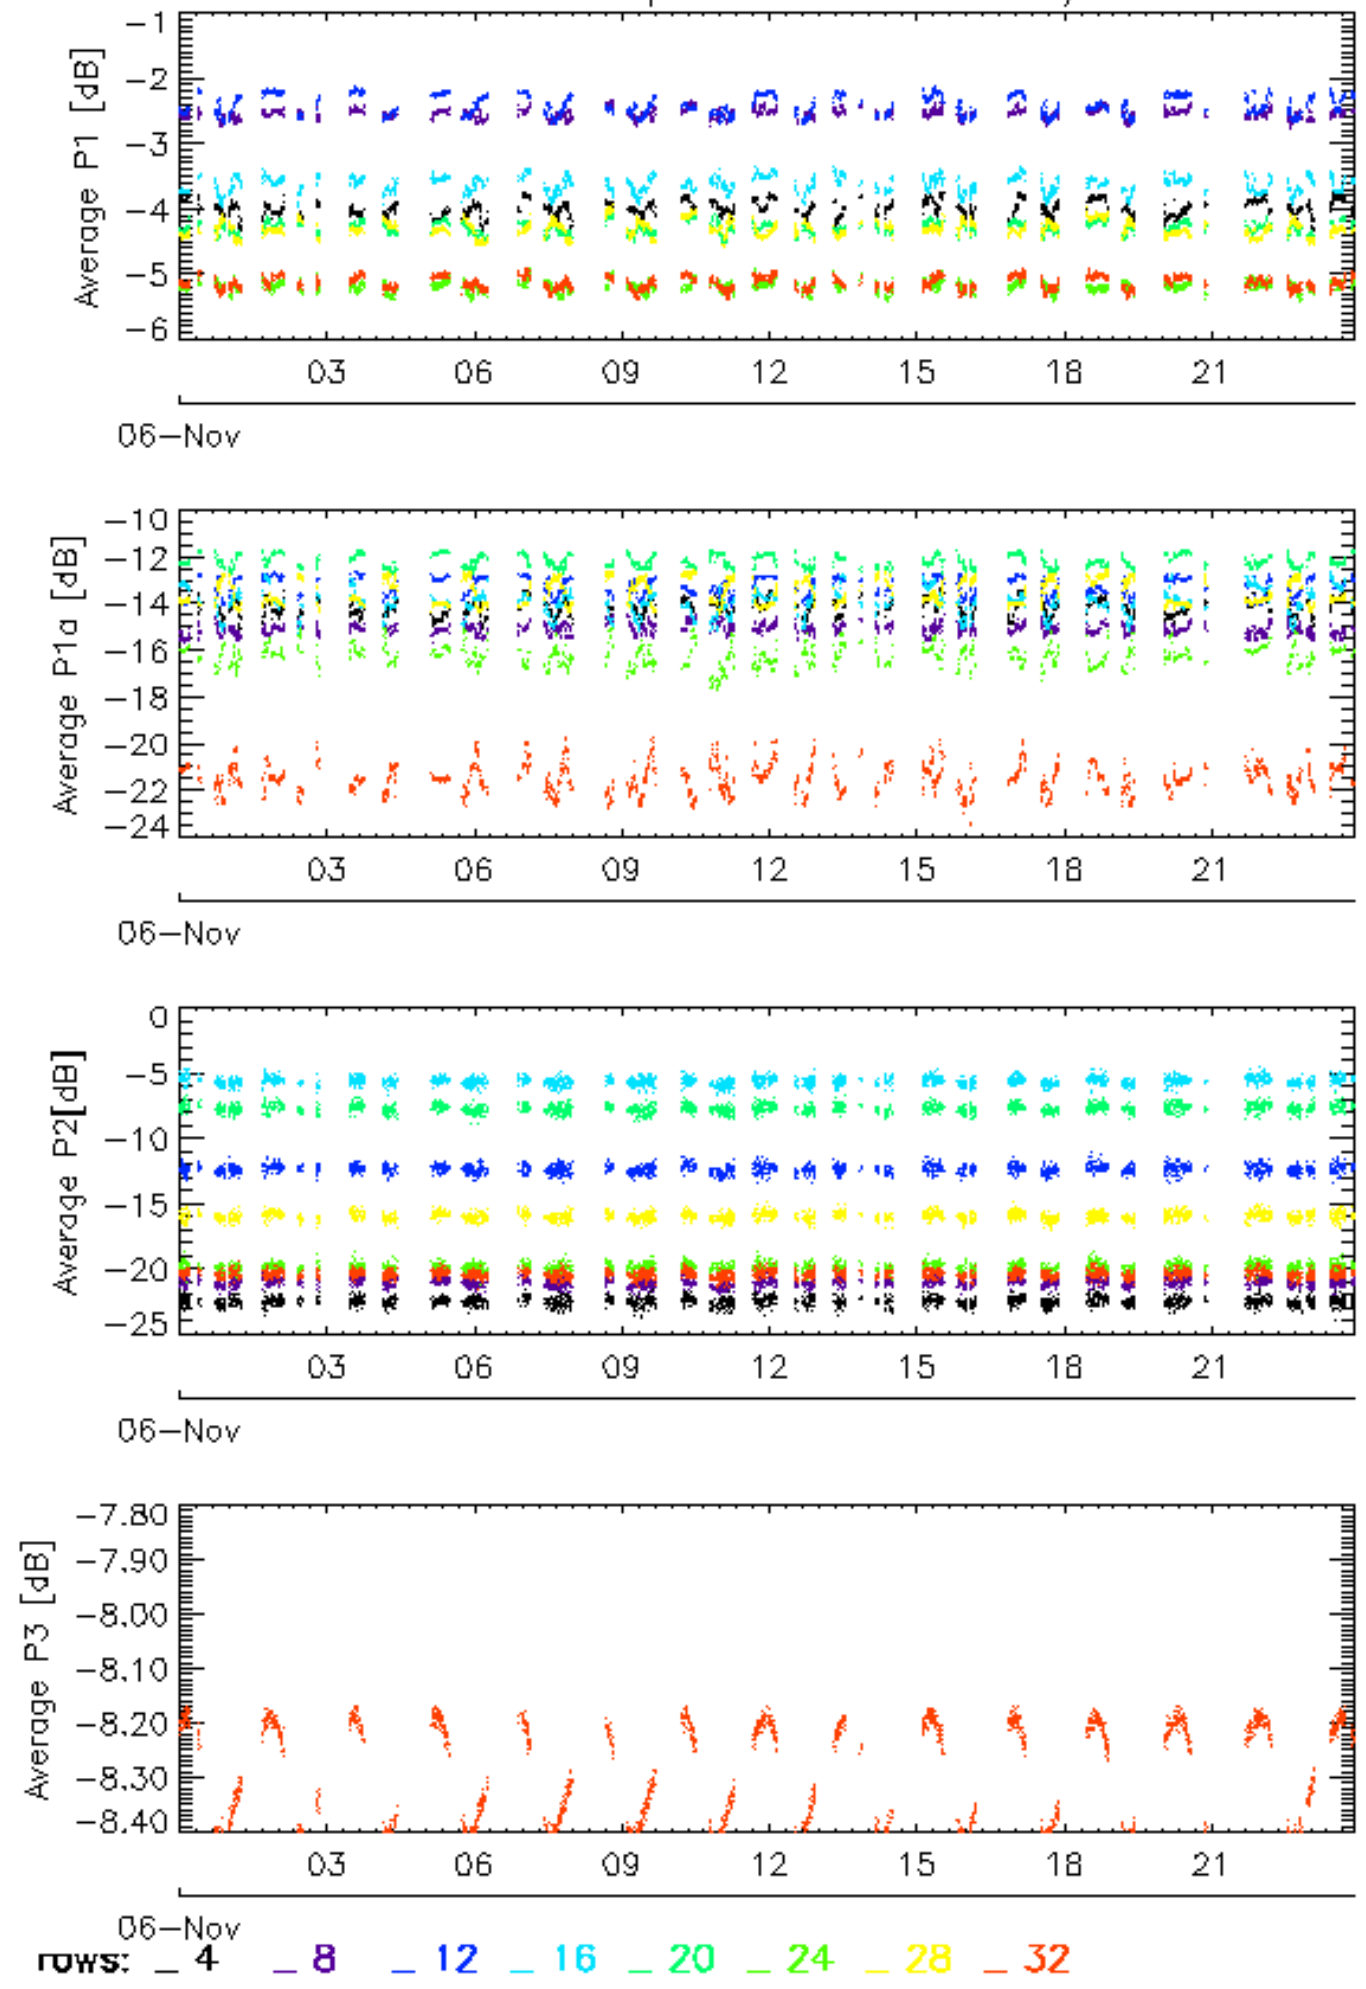 Average P1 [dB]
-1
-2
-3
-4
-5
-6
03 06 09 12 15 18 21
06-Nov
Average P1a [dB]
-10
-12
-14
-16
-18
-20
-22
-24
03 06 09 12 15 18 21
06-Nov
Average P2[dB]
0
-5
-10
-15
-20
-25
03 06 09 12 15 18 21
06-Nov
Average P3 [dB]
-7.80
-7.90
-8.00
-8.10
-8.20
-8.30
-8.40
03 06 09 12 15 18 21
06-Nov
rows: _ 4 _ 8 _ 12 _ 16 _ 20 _ 24 _ 28 _ 32